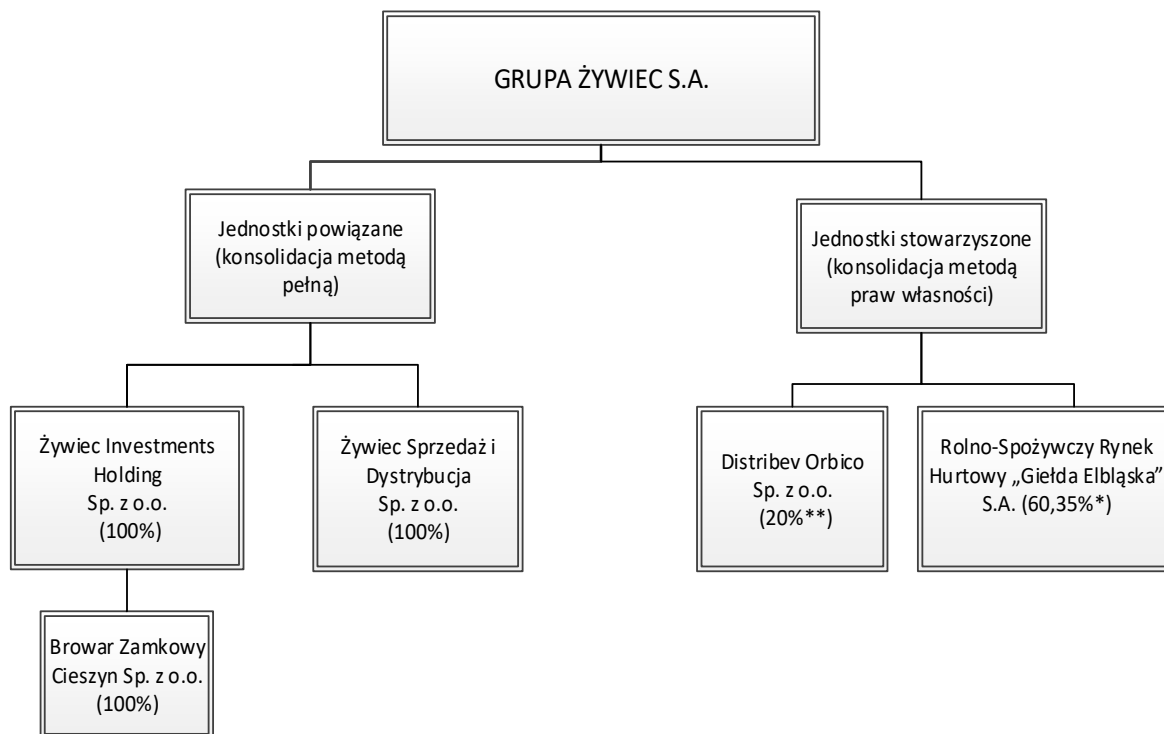 GRUPA ŻYWIEC S.A.
Jednostki powiązane
(konsolidacja metodą
pełną)
Jednostki stowarzyszone
(konsolidacja metodą
praw własności)
Żywiec Investments
Holding
Sp. z o.o.
(100%)
Żywiec Sprzedaż i
Dystrybucja
Sp. z o.o.
(100%)
Distribev Orbico
Sp. z o.o.
(20%**)
Rolno-Spożywczy Rynek
Hurtowy „Giełda Elbląska”
S.A. (60,35%*)
Browar Zamkowy
Cieszyn Sp. z o.o.
(100%)